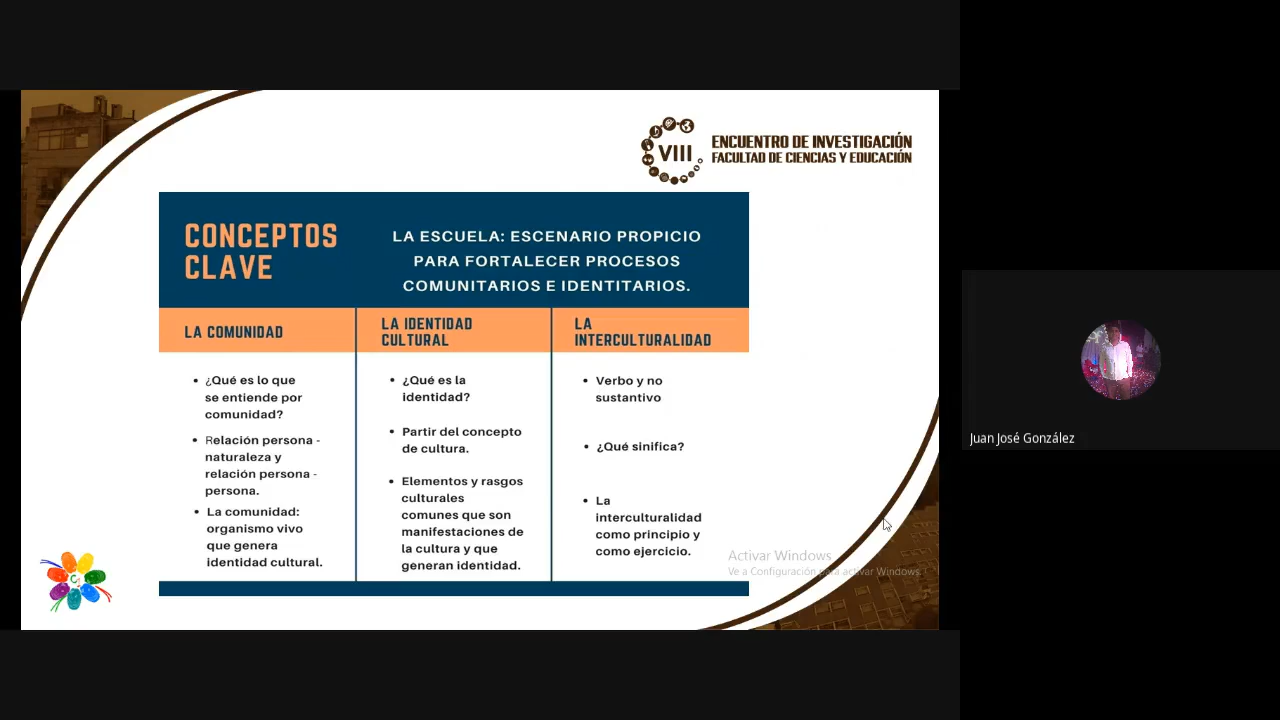 VIII
ENCUENTRO DE INVESTIGACIÓN
FACULTAD DE CIENCIAS Y EDUCACIÓN
CONCEPTOS
CLAVE
LA ESCUELA: ESCENARIO PROPICIO
PARA FORTALECER PROCESOS
COMUNITARIOS E IDENTITARIOS.
LA COMUNIDAD
• ¿Qué es lo que
se entiende por
comunidad?
• Relación persona -
naturaleza y
relación persona -
persona.
• La comunidad:
organismo vivo
que genera
identidad cultural.
LA IDENTIDAD
CULTURAL
• ¿Qué es la
identidad?
• Partir del concepto
de cultura.
• Elementos y rasgos
culturales
comunes que son
manifestaciones de
la cultura y que
generan identidad.
LA
INTERCULTURALIDAD
• Verbo y no
sustantivo
• ¿Qué sinifica?
• La
interculturalidad
como principio y
como ejercicio.
Activar Windows
Ve a Configuración para activar Windows.
Juan José González